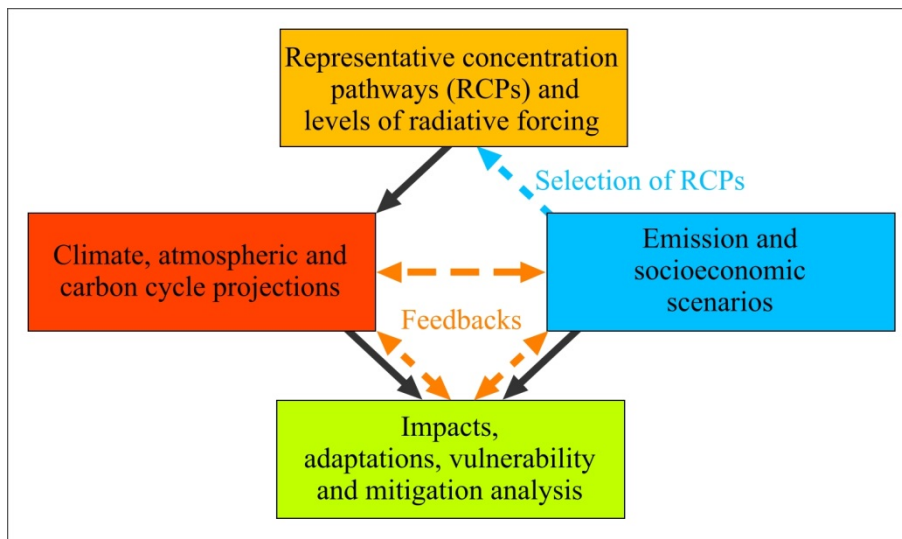 Representative concentration
pathways (RCPs) and
levels of radiative forcing
Selection of RCPs
Climate, atmospheric and
carbon cycle projections
Emission and
socioeconomic
scenarios
Feedbacks
Impacts,
adaptations, vulnerability
and mitigation analysis